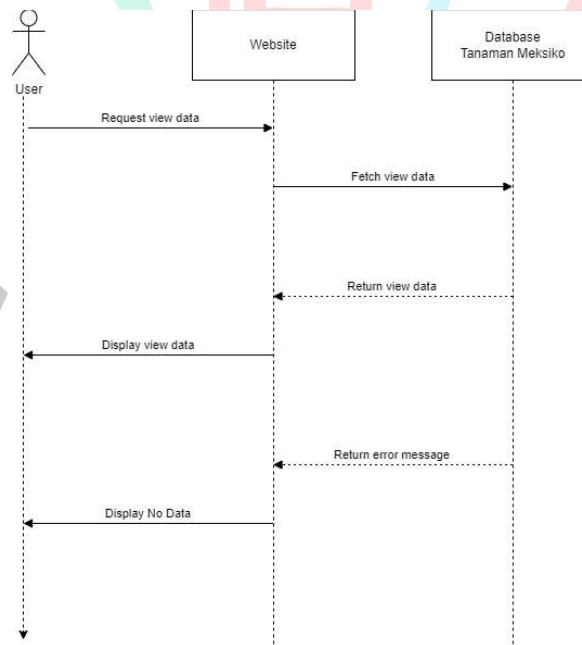 Website
Database
Tanaman Meksiko
User
Request view data
Fetch view data
Return view data
Display view data
Return error message
Display No Data